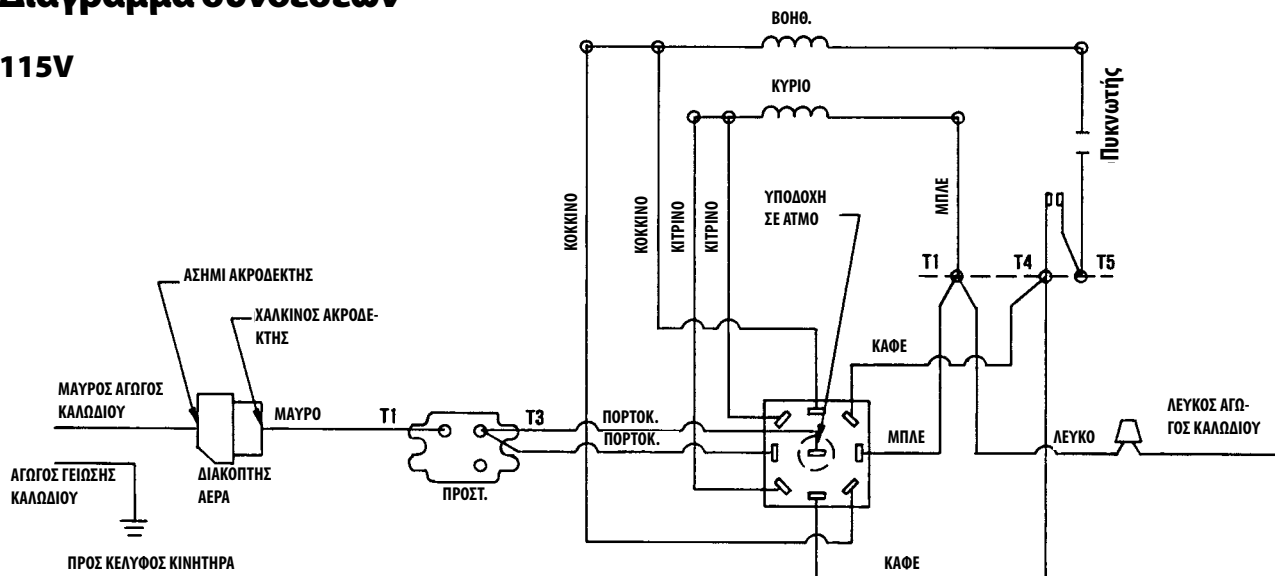 Διάγραμμα συνδέσεων
115V
ΒΟΗΘ.
ΚΥΡΙΟ
Πυκνωτής
ΚΟΚΚΙΝΟ
ΚΟΚΚΙΝΟ
ΚΙΤΡΙΝΟ
ΚΙΤΡΙΝΟ
ΥΠΟΔΟΧΗ
ΣΕ ΑΤΜΟ
ΜΠΛΕ
T1
T4
T5
ΑΣΗΜΙ ΑΚΡΟΔΕΚΤΗΣ
ΧΑΛΚΙΝΟΣ ΑΚΡΟΔΕ-
ΚΤΗΣ
ΚΑΦΕ
ΜΑΥΡΟΣ ΑΓΩΓΟΣ
ΚΑΛΩΔΙΟΥ
ΜΑΥΡΟ
T1
T3
ΠΟΡΤΟΚ.
ΠΟΡΤΟΚ.
ΜΠΛΕ
ΛΕΥΚΟ
ΛΕΥΚΟΣ ΑΓΩ-
ΓΟΣ ΚΑΛΩΔΙΟΥ
ΑΓΩΓΟΣ ΓΕΙΩΣΗΣ
ΚΑΛΩΔΙΟΥ
ΔΙΑΚΟΠΤΗΣ
ΑΕΡΑ
ΠΡΟΣΤ.
ΠΡΟΣ ΚΕΛΥΦΟΣ ΚΙΝΗΤΗΡΑ
ΚΑΦΕ